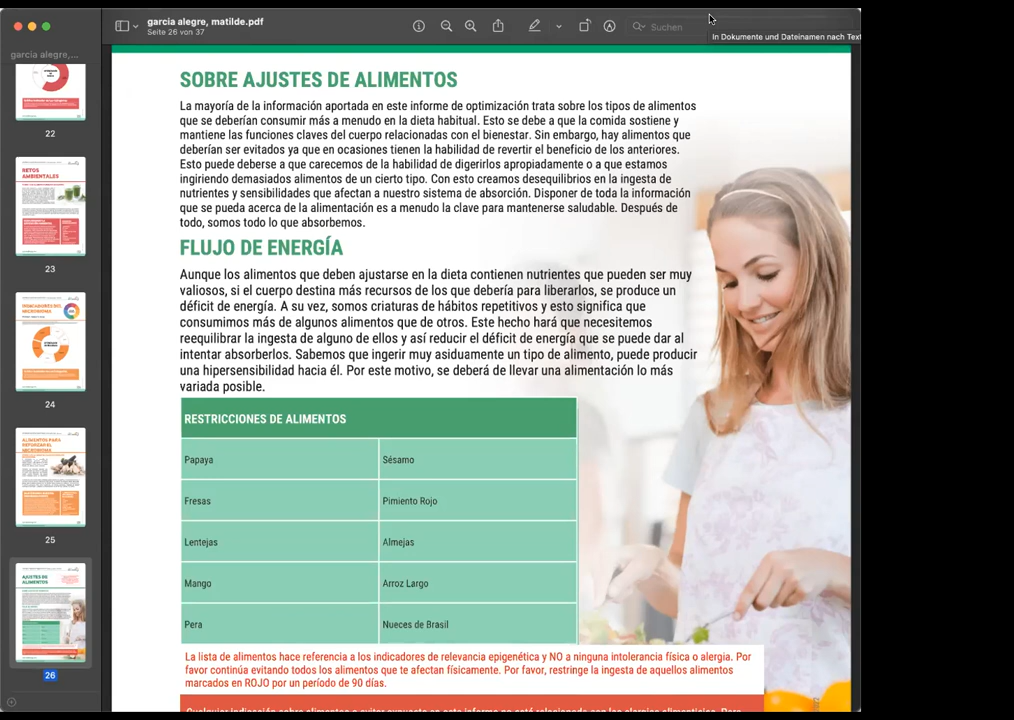 garcia alegre, matilde.pdf
Seite 26 von 37
Suchen
In Dokumente und Dateinamen nach Text
garcia alegre,...
22
RETOS
AMBIENTALES
23
24
25
AJUSTES DE
ALIMENTOS
26
SOBRE AJUSTES DE ALIMENTOS
La mayoría de la información aportada en este informe de optimización trata sobre los tipos de alimentos
que se deberían consumir más a menudo en la dieta habitual. Esto se debe a que la comida sostiene y
mantiene las funciones claves del cuerpo relacionadas con el bienestar. Sin embargo, hay alimentos que
deberían ser evitados ya que en ocasiones tienen la habilidad de revertir el beneficio de los anteriores.
Esto puede deberse a que carecemos de la habilidad de digerirlos apropiadamente o a que estamos
ingiriendo demasiados alimentos de un cierto tipo. Con esto creamos desequilibrios en la ingesta de
nutrientes y sensibilidades que afectan a nuestro sistema de absorción. Disponer de toda la información
que se pueda acerca de la alimentación es a menudo la clave para mantenerse saludable. Después de
todo, somos todo lo que absorbemos.
FLUJO DE ENERGÍA
Aunque los alimentos que deben ajustarse en la dieta contienen nutrientes que pueden ser muy
valiosos, si el cuerpo destina más recursos de los que debería para liberarlos, se produce un
déficit de energía. A su vez, somos criaturas de hábitos repetitivos y esto significa que
consumimos más de algunos alimentos que de otros. Este hecho hará que necesitemos
reequilibrar la ingesta de alguno de ellos y así reducir el déficit de energía que se puede dar al
intentar absorberlos. Sabemos que ingerir muy asiduamente un tipo de alimento, puede producir
una hipersensibilidad hacia él. Por este motivo, se deberá de llevar una alimentación lo más
variada posible.
RESTRICCIONES DE ALIMENTOS
Papaya Sésamo
Fresas Pimiento Rojo
Lentejas Almejas
Mango Arroz Largo
Pera Nueces de Brasil
La lista de alimentos hace referencia a los indicadores de relevancia epigenética y NO a ninguna intolerancia física o alergia. Por
favor continúa evitando todos los alimentos que te afectan físicamente. Por favor, restringe la ingesta de aquellos alimentos
marcados en ROJO por un período de 90 días.